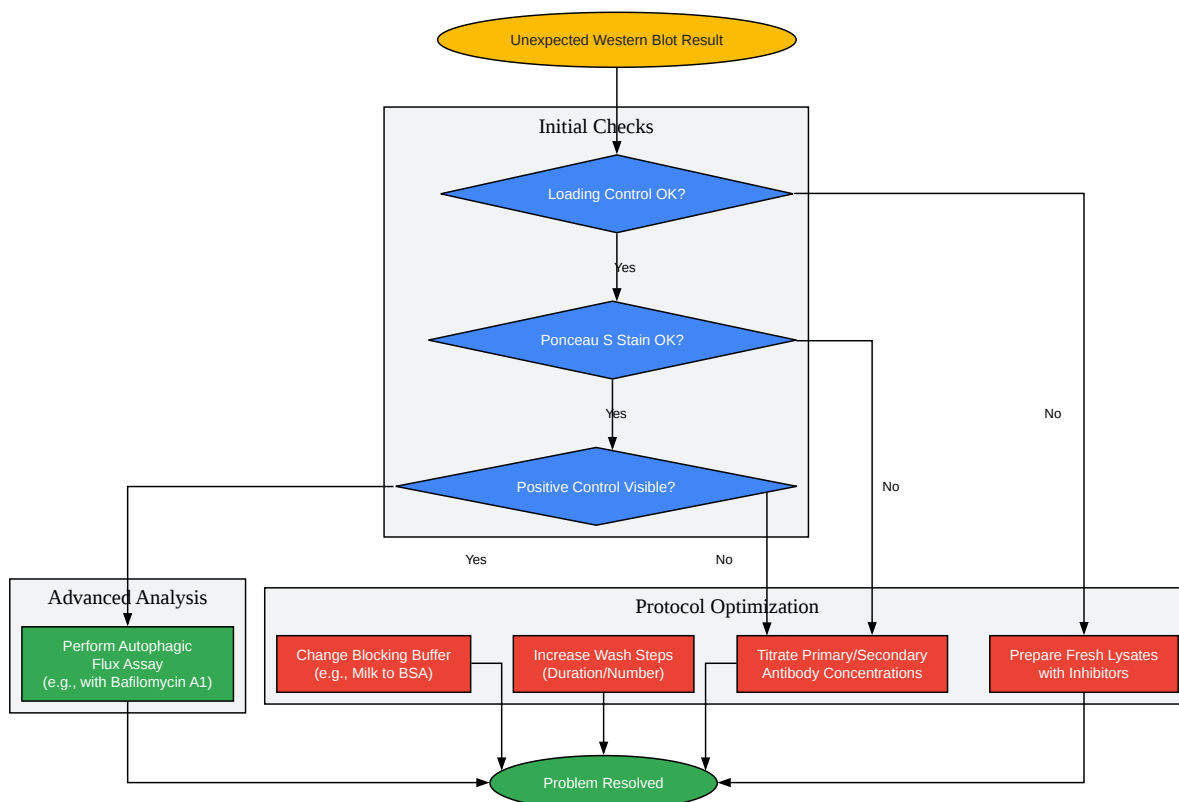 Unexpected Western Blot Result
Initial Checks
Loading Control OK?
Yes
No
Ponceau S Stain OK?
Yes
No
Positive Control Visible?
Yes
No
Advanced Analysis
Perform Autophagic
Flux Assay
(e.g., with Bafilomycin A1)
Protocol Optimization
Change Blocking Buffer
(e.g., Milk to BSA)
Increase Wash Steps
(Duration/Number)
Titrate Primary/Secondary
Antibody Concentrations
Prepare Fresh Lysates
with Inhibitors
Problem Resolved